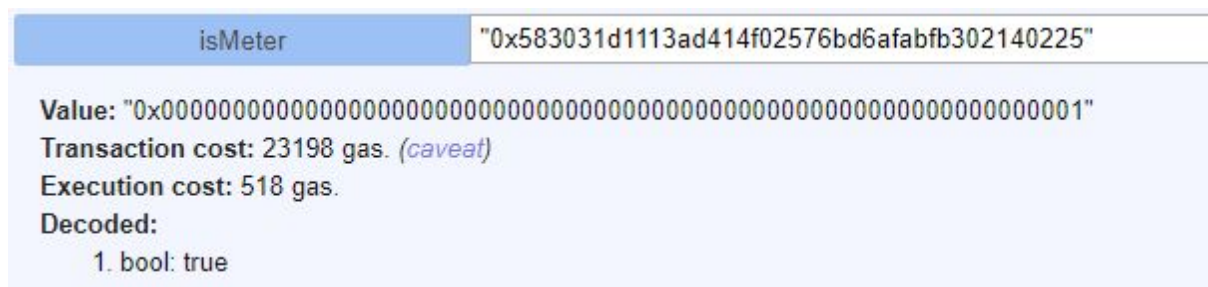 isMeter "0x583031d1113ad414f02576bd6afabfb302140225"
Value: "0x0000000000000000000000000000000000000000000000000000000000000001"
Transaction cost: 23198 gas. (caveat)
Execution cost: 518 gas.
Decoded:
1. bool: true